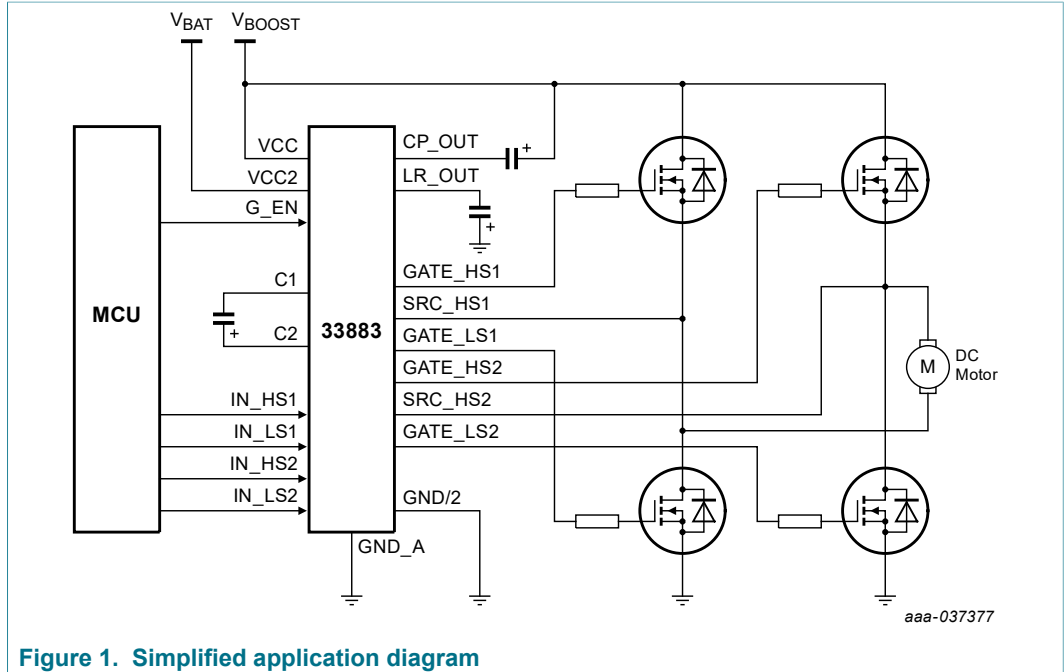 VBAT VBOOST
VCC
VCC2
G_EN
C1
C2
MCU
IN_HS1
IN_LS1
IN_HS2
IN_LS2
33883
CP_OUT
LR_OUT
GATE_HS1
SRC_HS1
GATE_LS1
GATE_HS2
SRC_HS2
GATE_LS2
GND/2
GND_A
+
+
+
M
DC
Motor
aaa-037377
Figure 1. Simplified application diagram